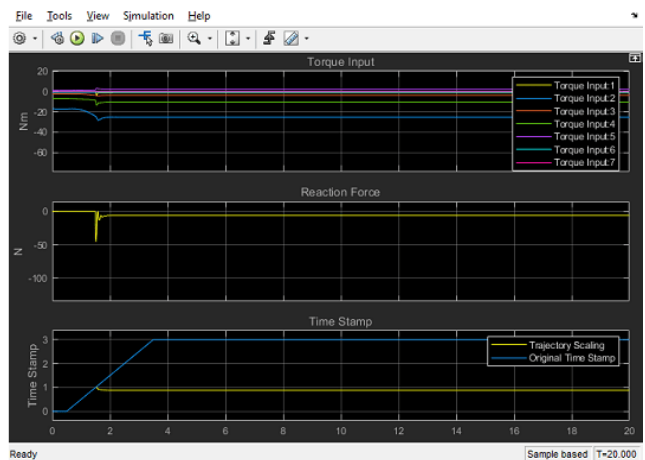 File Tools View Simulation Help
Torque Input
20
0
-20
-40
-60
Nm
Torque Input:1
Torque Input:2
Torque Input:3
Torque Input:4
Torque Input:5
Torque Input:6
Torque Input:7
Reaction Force
0
-50
-100
N
Time Stamp
3
2
1
0
Time Stamp
Trajectory Scaling
Original Time Stamp
0 2 4 6 8 10 12 14 16 18 20
Ready Sample based T=20.000